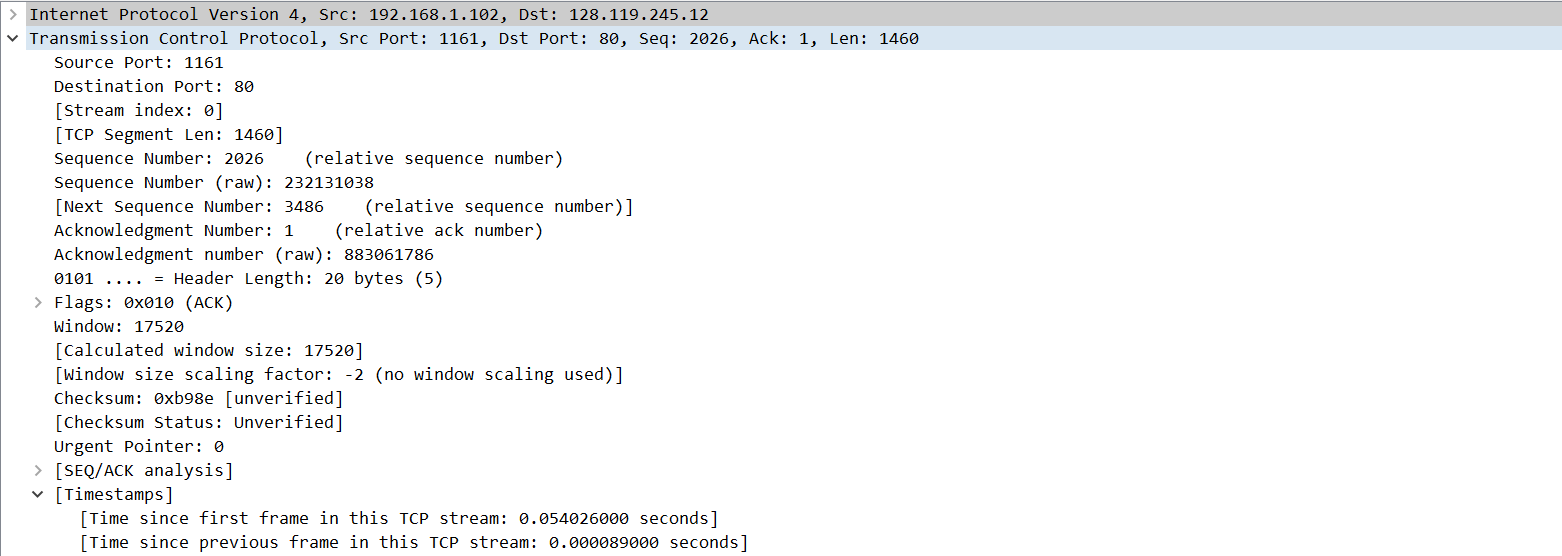 Internet Protocol Version 4, Src: 192.168.1.102, Dst: 128.119.245.12
Transmission Control Protocol, Src Port: 1161, Dst Port: 80, Seq: 2026, Ack: 1, Len: 1460
Source Port: 1161
Destination Port: 80
[Stream index: 0]
[TCP Segment Len: 1460]
Sequence Number: 2026    (relative sequence number)
Sequence Number (raw): 232131038
[Next Sequence Number: 3486    (relative sequence number)]
Acknowledgment Number: 1    (relative ack number)
Acknowledgment number (raw): 883061786
0101 .... = Header Length: 20 bytes (5)
Flags: 0x010 (ACK)
Window: 17520
[Calculated window size: 17520]
[Window size scaling factor: -2 (no window scaling used)]
Checksum: 0xb98e [unverified]
[Checksum Status: Unverified]
Urgent Pointer: 0
[SEQ/ACK analysis]
[Timestamps]
[Time since first frame in this TCP stream: 0.054026000 seconds]
[Time since previous frame in this TCP stream: 0.000089000 seconds]